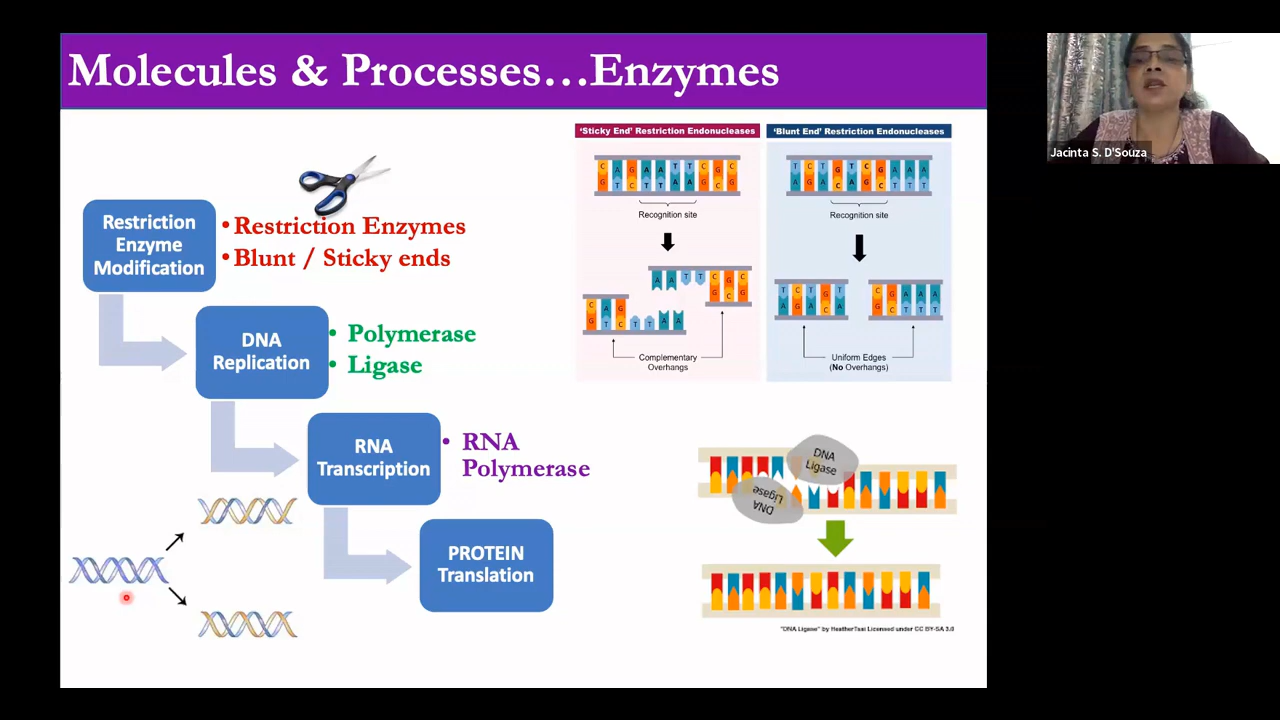 Molecules & Processes…Enzymes
Jacinta S. D'Souza
Restriction
Enzyme
Modification
• Restriction Enzymes
• Blunt / Sticky ends
DNA
Replication
• Polymerase
• Ligase
RNA
Transcription
• RNA
Polymerase
PROTEIN
Translation
'Sticky End' Restriction Endonucleases
C A G A A T T C G C
G T C T T A A G C G
Recognition site
A A T T C G C
G C G
C A G
G T C T T A A
Complementary
Overhangs
'Blunt End' Restriction Endonucleases
T C T G T C G A A A
A G A C A G C T T T
Recognition site
T C T G T
A G A C A
C G A A A
G C T T T
Uniform Edges
(No Overhangs)
DNA
Ligase
DNA
Ligase
"DNA Ligase" by HeatherTsai Licensed under CC BY-SA 3.0